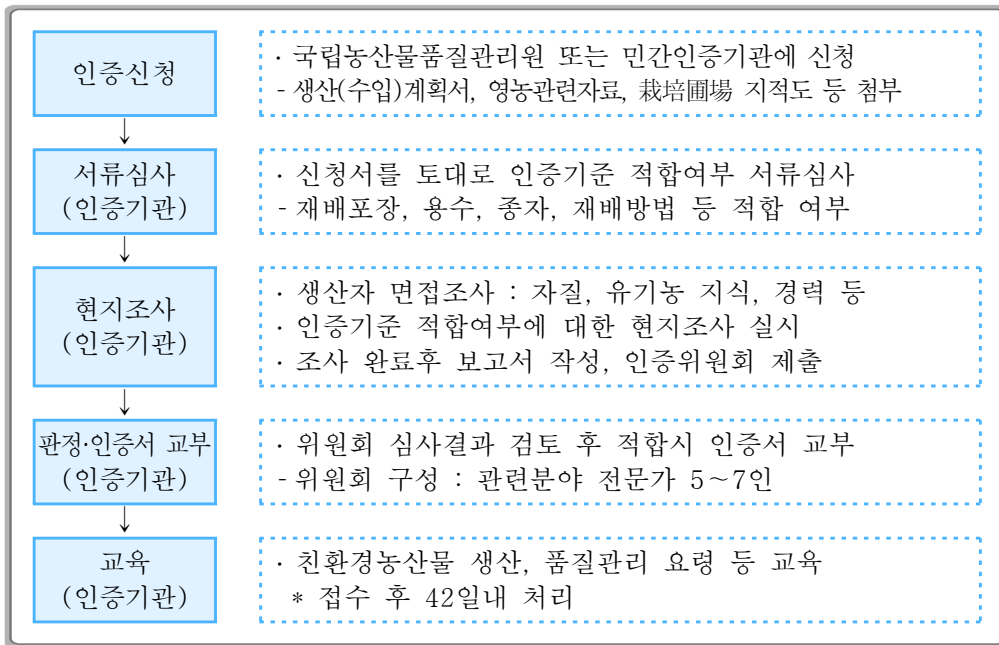 인증신청
· 국립농산물품질관리원 또는 민간인증기관에 신청
- 생산(수입)계획서, 영농관련자료, 栽培圃場 지적도 등 첨부
↓
서류심사
(인증기관)
· 신청서를 토대로 인증기준 적합여부 서류심사
- 재배포장, 용수, 종자, 재배방법 등 적합 여부
↓
현지조사
(인증기관)
· 생산자 면접조사 : 자질, 유기농 지식, 경력 등
· 인증기준 적합여부에 대한 현지조사 실시
· 조사 완료후 보고서 작성, 인증위원회 제출
↓
판정·인증서 교부
(인증기관)
· 위원회 심사결과 검토 후 적합시 인증서 교부
- 위원회 구성 : 관련분야 전문가 5~7인
↓
교육
(인증기관)
· 친환경농산물 생산, 품질관리 요령 등 교육
* 접수 후 42일내 처리